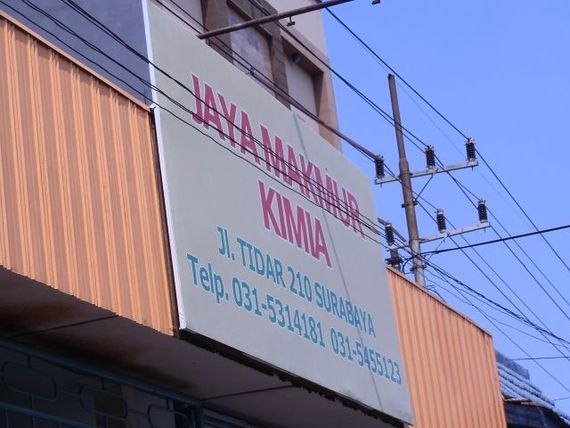 JAYA MAKMUR
KIMIA
Jl. TIDAR 210 SURABAYA
Telp. 031-5314181 031-5455123